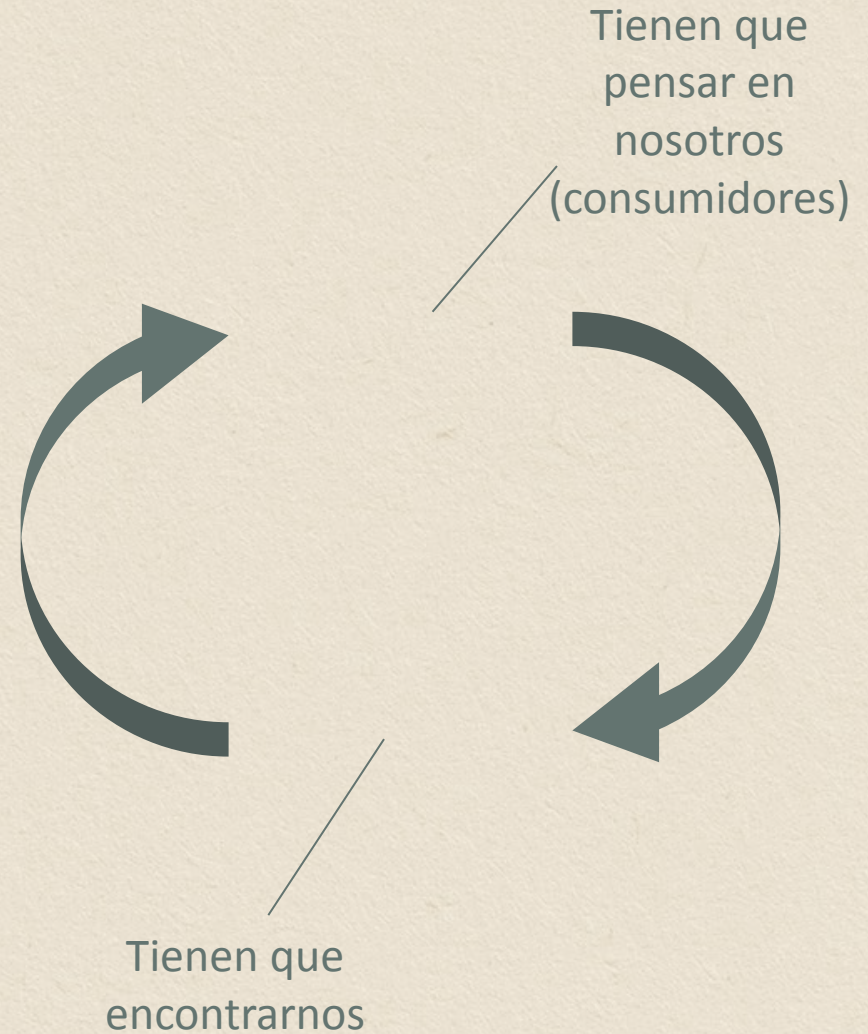 Tienen que
pensar en
nosotros
(consumidores)
Tienen que
encontrarnos